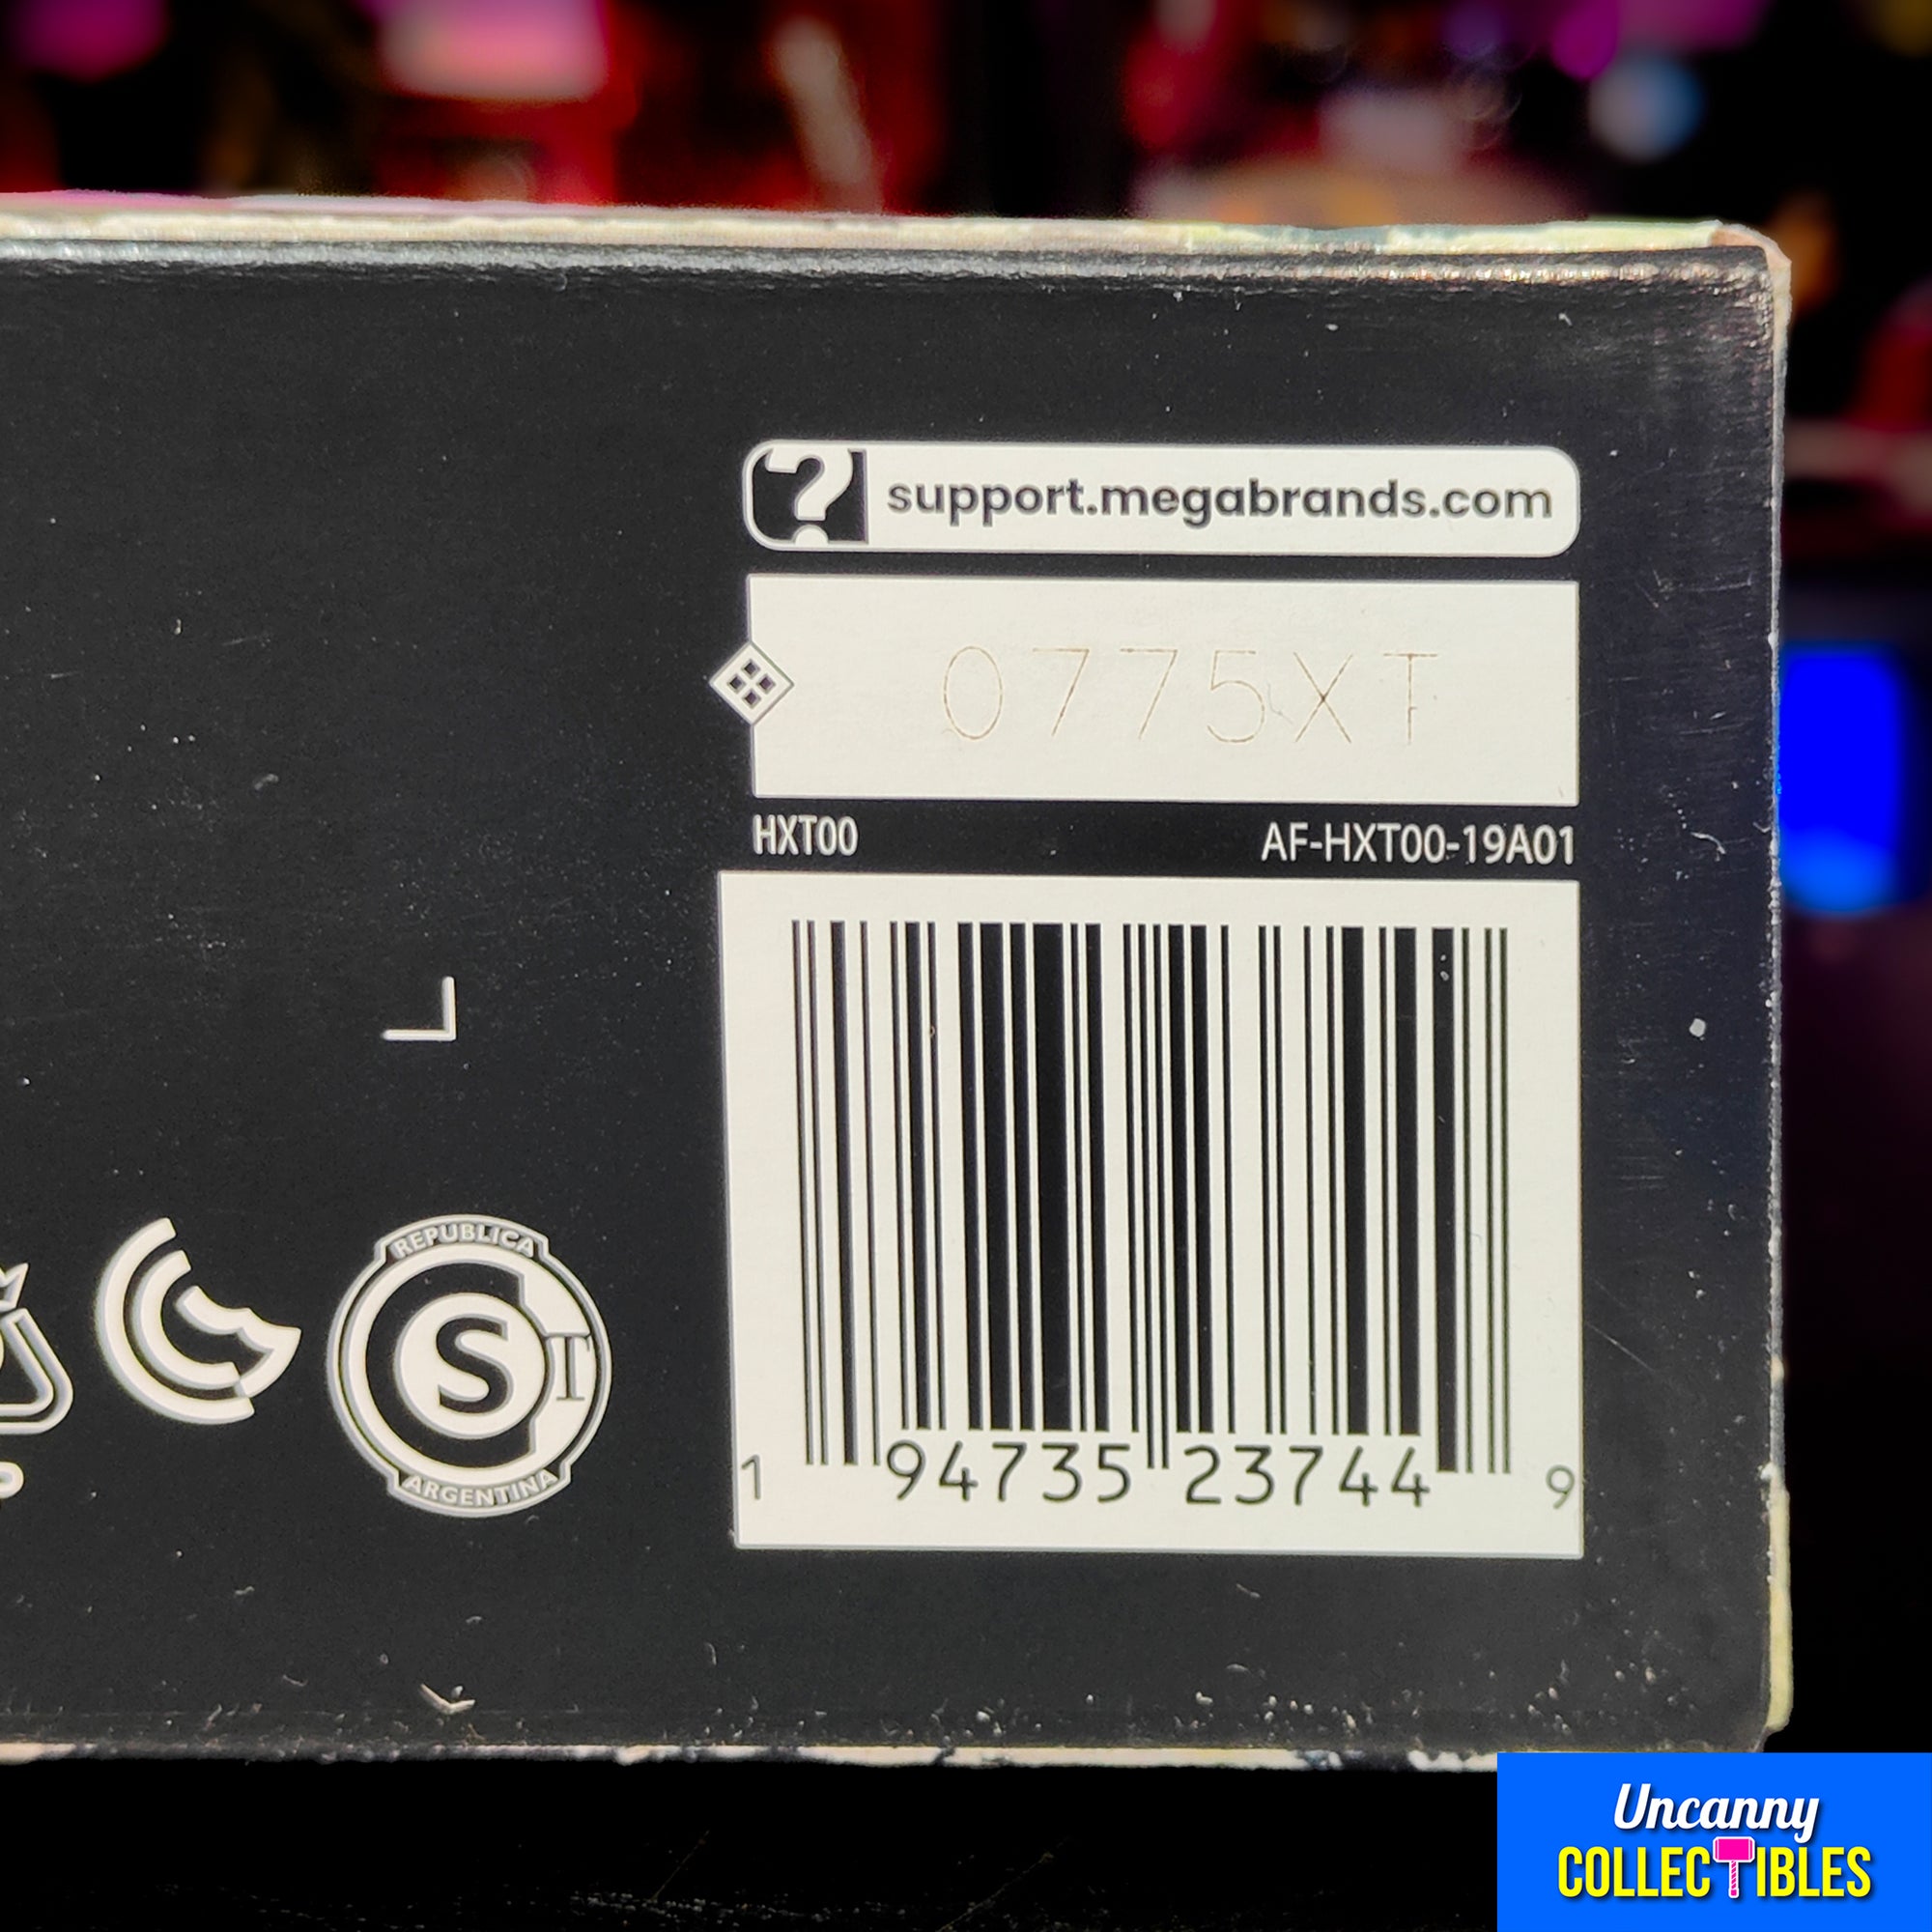 support.megabrands.com
0775XT
HXT00 AF-HXT00-19A01
REPUBLICA
S T
ARGENTINA
1 94735 23744 9
Uncanny
COLLECTIBLES